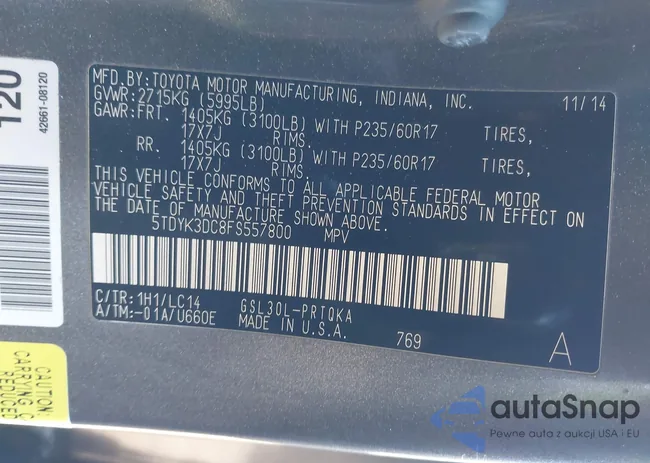 MFD.BY:TOYOTA MOTOR MANUFACTURING, INDIANA, INC.
GVWR:2715KG (5995LB) 11/14
GAWR:FRT. 1405KG (3100LB) WITH P235/60R17 TIRES,
17X7J RIMS.
RR. 1405KG (3100LB) WITH P235/60R17 TIRES,
17X7J RIMS.
THIS VEHICLE CONFORMS TO ALL APPLICABLE FEDERAL MOTOR
VEHICLE SAFETY AND THEFT PREVENTION STANDARDS IN EFFECT ON
THE DATE OF MANUFACTURE SHOWN ABOVE.
5TDYK3DC8FS557800 MPV
C/TR:1H1/LC14 GSL30L-PRTQKA
A/TM:-01A/U660E MADE IN U.S.A. 769 A
120
42661-08120
CAUTION
CARRYING C
REDUCE
autaSnap
Pewne auta z aukcji USA i EU